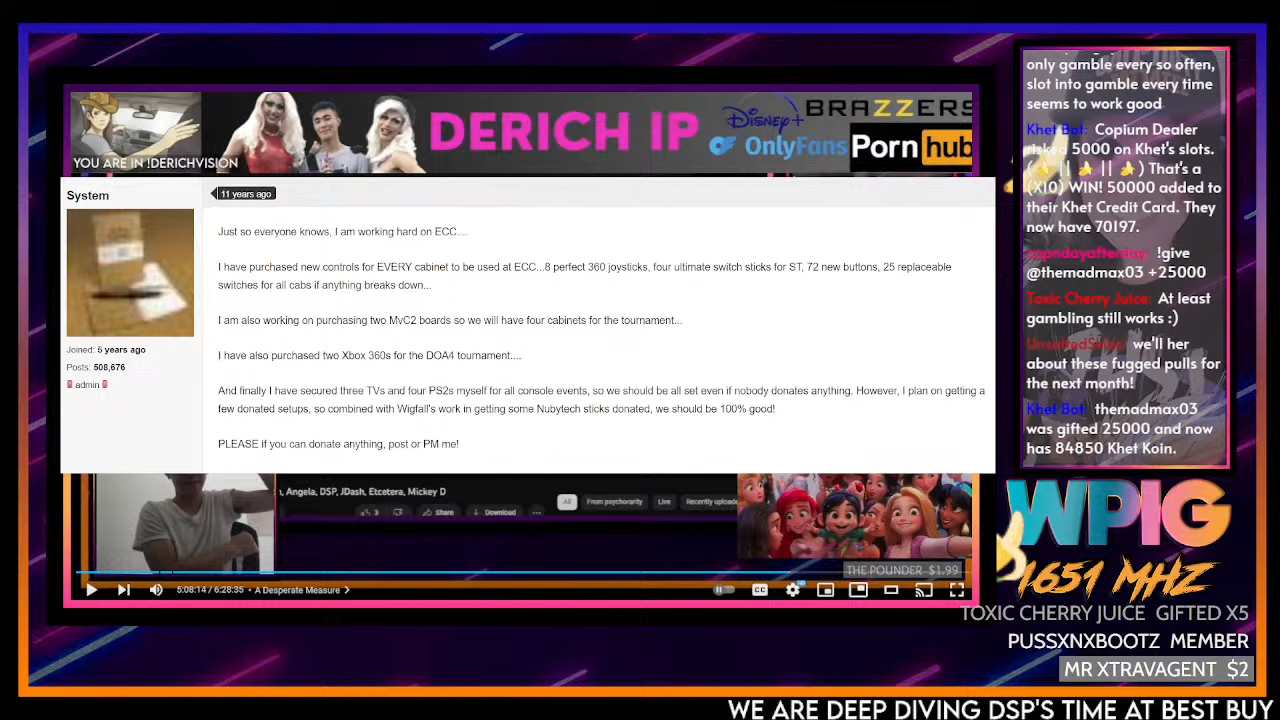 DERICH IP
DISNEY+
BRAZZERS
OnlyFans
Porn hub
YOU ARE IN !DERICHVISION
System
11 years ago
Just so everyone knows, I am working hard on ECC....
I have purchased new controls for EVERY cabinet to be used at ECC...8 perfect 360 joysticks, four ultimate switch sticks for ST, 72 new buttons, 25 replaceable
switches for all cabs if anything breaks down...
I am also working on purchasing two MvC2 boards so we will have four cabinets for the tournament...
I have also purchased two Xbox 360s for the DOA4 tournament....
And finally I have secured three TVs and four PS2s myself for all console events, so we should be all set even if nobody donates anything. However, I plan on getting a
few donated setups, so combined with Wigfall's work in getting some Nubytech sticks donated, we should be 100% good!
PLEASE if you can donate anything, post or PM me!
Joined: 5 years ago
Posts: 508,676
admin
, Angela, DSP, JDash, Etcetera, Mickey D
3
Share
Download
...
All
From psychorarity
Live
Recently uploade
THE POUNDER $1.99
5:08:14 / 6:28:35 • A Desperate Measure
CC
HD
only gamble every so often,
slot into gamble every time
seems to work good
Khet Bot: Copium Dealer
risked 5000 on Khet's slots.
(🍌 || 🍌 || 🍌) That's a
(X10) WIN! 50000 added to
their Khet Credit Card. They
now have 70197.
capndayafterday: !give
@themadmax03 +25000
Toxic Cherry Juice: At least
gambling still works :)
we'll her
about these fugged pulls for
the next month!
Khet Bot: themadmax03
was gifted 25000 and now
has 84850 Khet Koin.
WPIG
1651 MHZ
TOXIC CHERRY JUICE GIFTED X5
PUSSXNXBOOTZ MEMBER
MR XTRAVAGENT $2
WE ARE DEEP DIVING DSP'S TIME AT BEST BUY